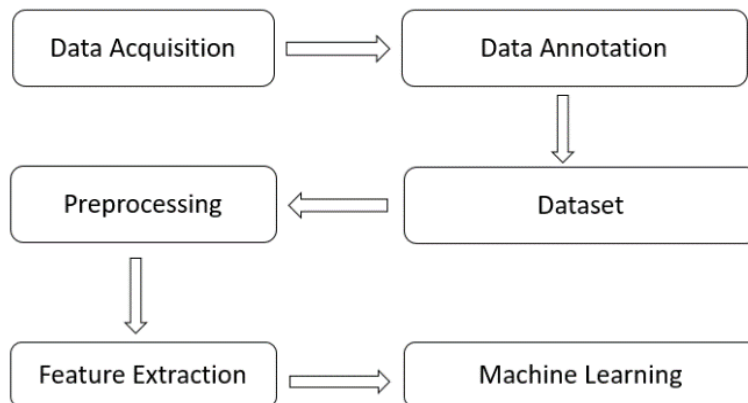 Data Acquisition
Data Annotation
Dataset
Preprocessing
Feature Extraction
Machine Learning